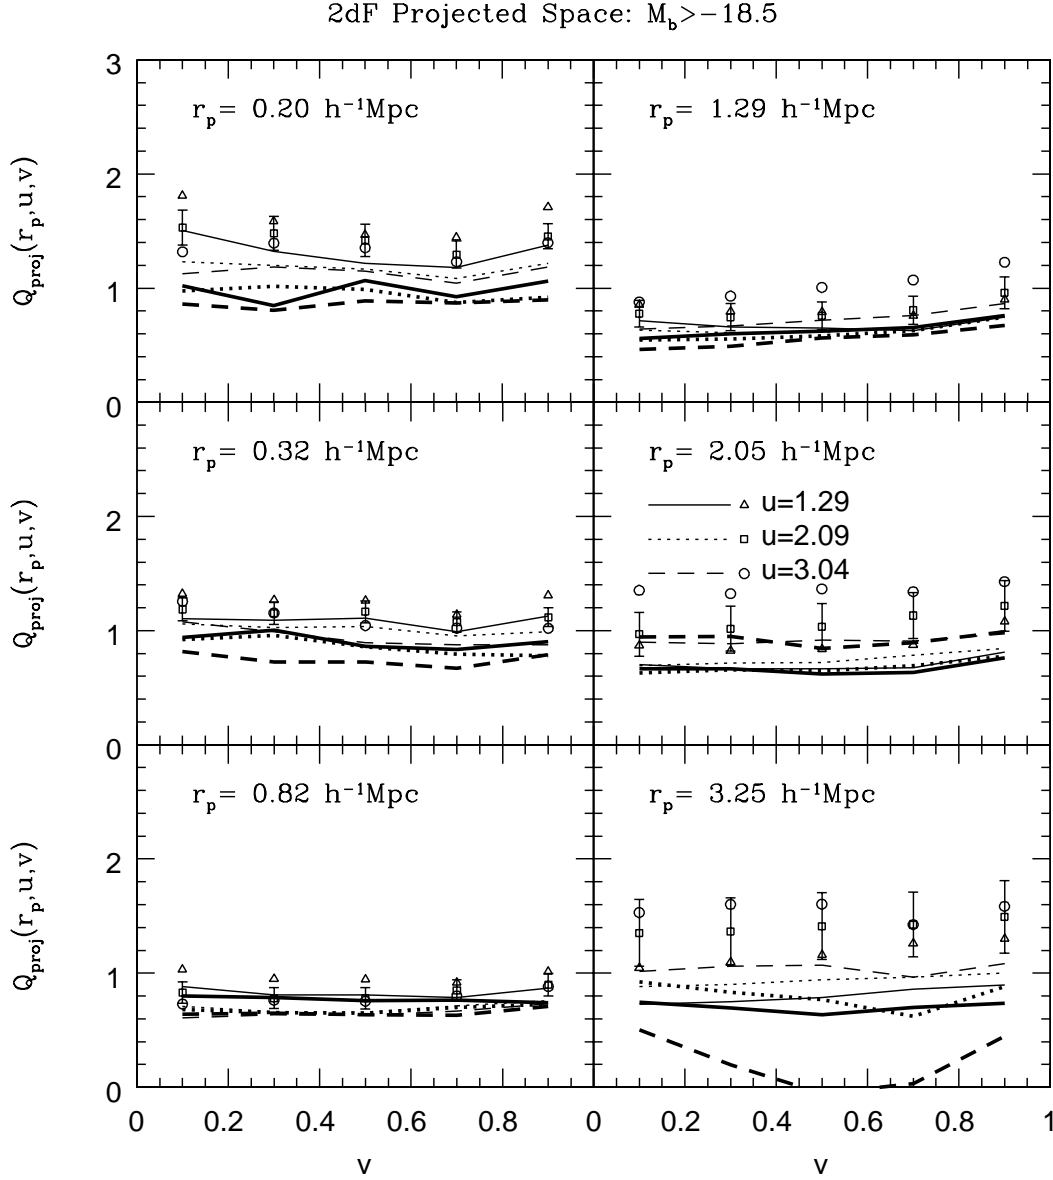 2dF Projected Space: M_b>−18.5
3
r_p= 0.20 h⁻¹Mpc
r_p= 1.29 h⁻¹Mpc
2
Q_proj(r_p,u,v)
1
0
r_p= 0.32 h⁻¹Mpc
r_p= 2.05 h⁻¹Mpc
u=1.29
2
u=2.09
Q_proj(r_p,u,v)
u=3.04
1
0
r_p= 0.82 h⁻¹Mpc
r_p= 3.25 h⁻¹Mpc
2
Q_proj(r_p,u,v)
1
0
0 0.2 0.4 0.6 0.8 0 0.2 0.4 0.6 0.8 1
v v